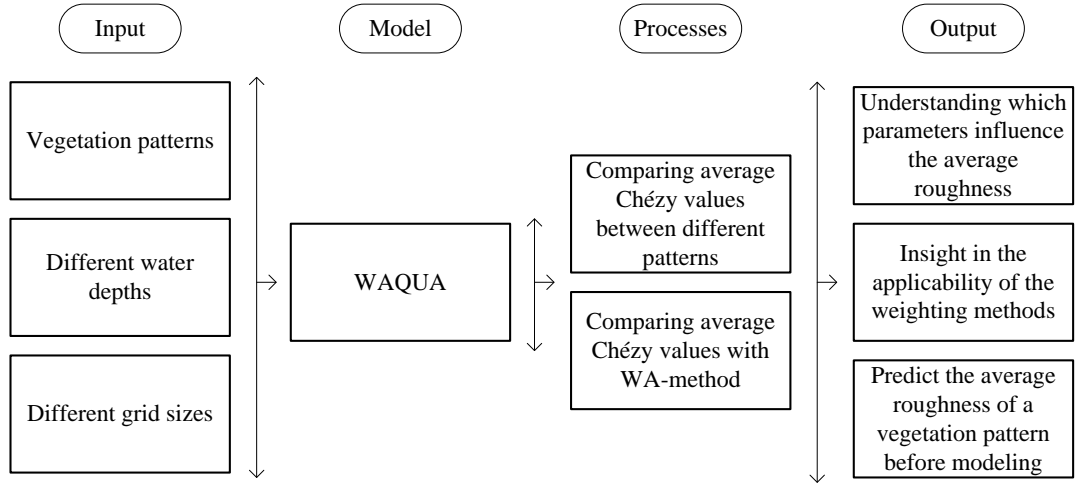 Input
Model
Processes
Output
Vegetation patterns
Different water
depths
Different grid sizes
WAQUA
Comparing average
Chézy values
between different
patterns
Comparing average
Chézy values with
WA-method
Understanding which
parameters influence
the average
roughness
Insight in the
applicability of the
weighting methods
Predict the average
roughness of a
vegetation pattern
before modeling